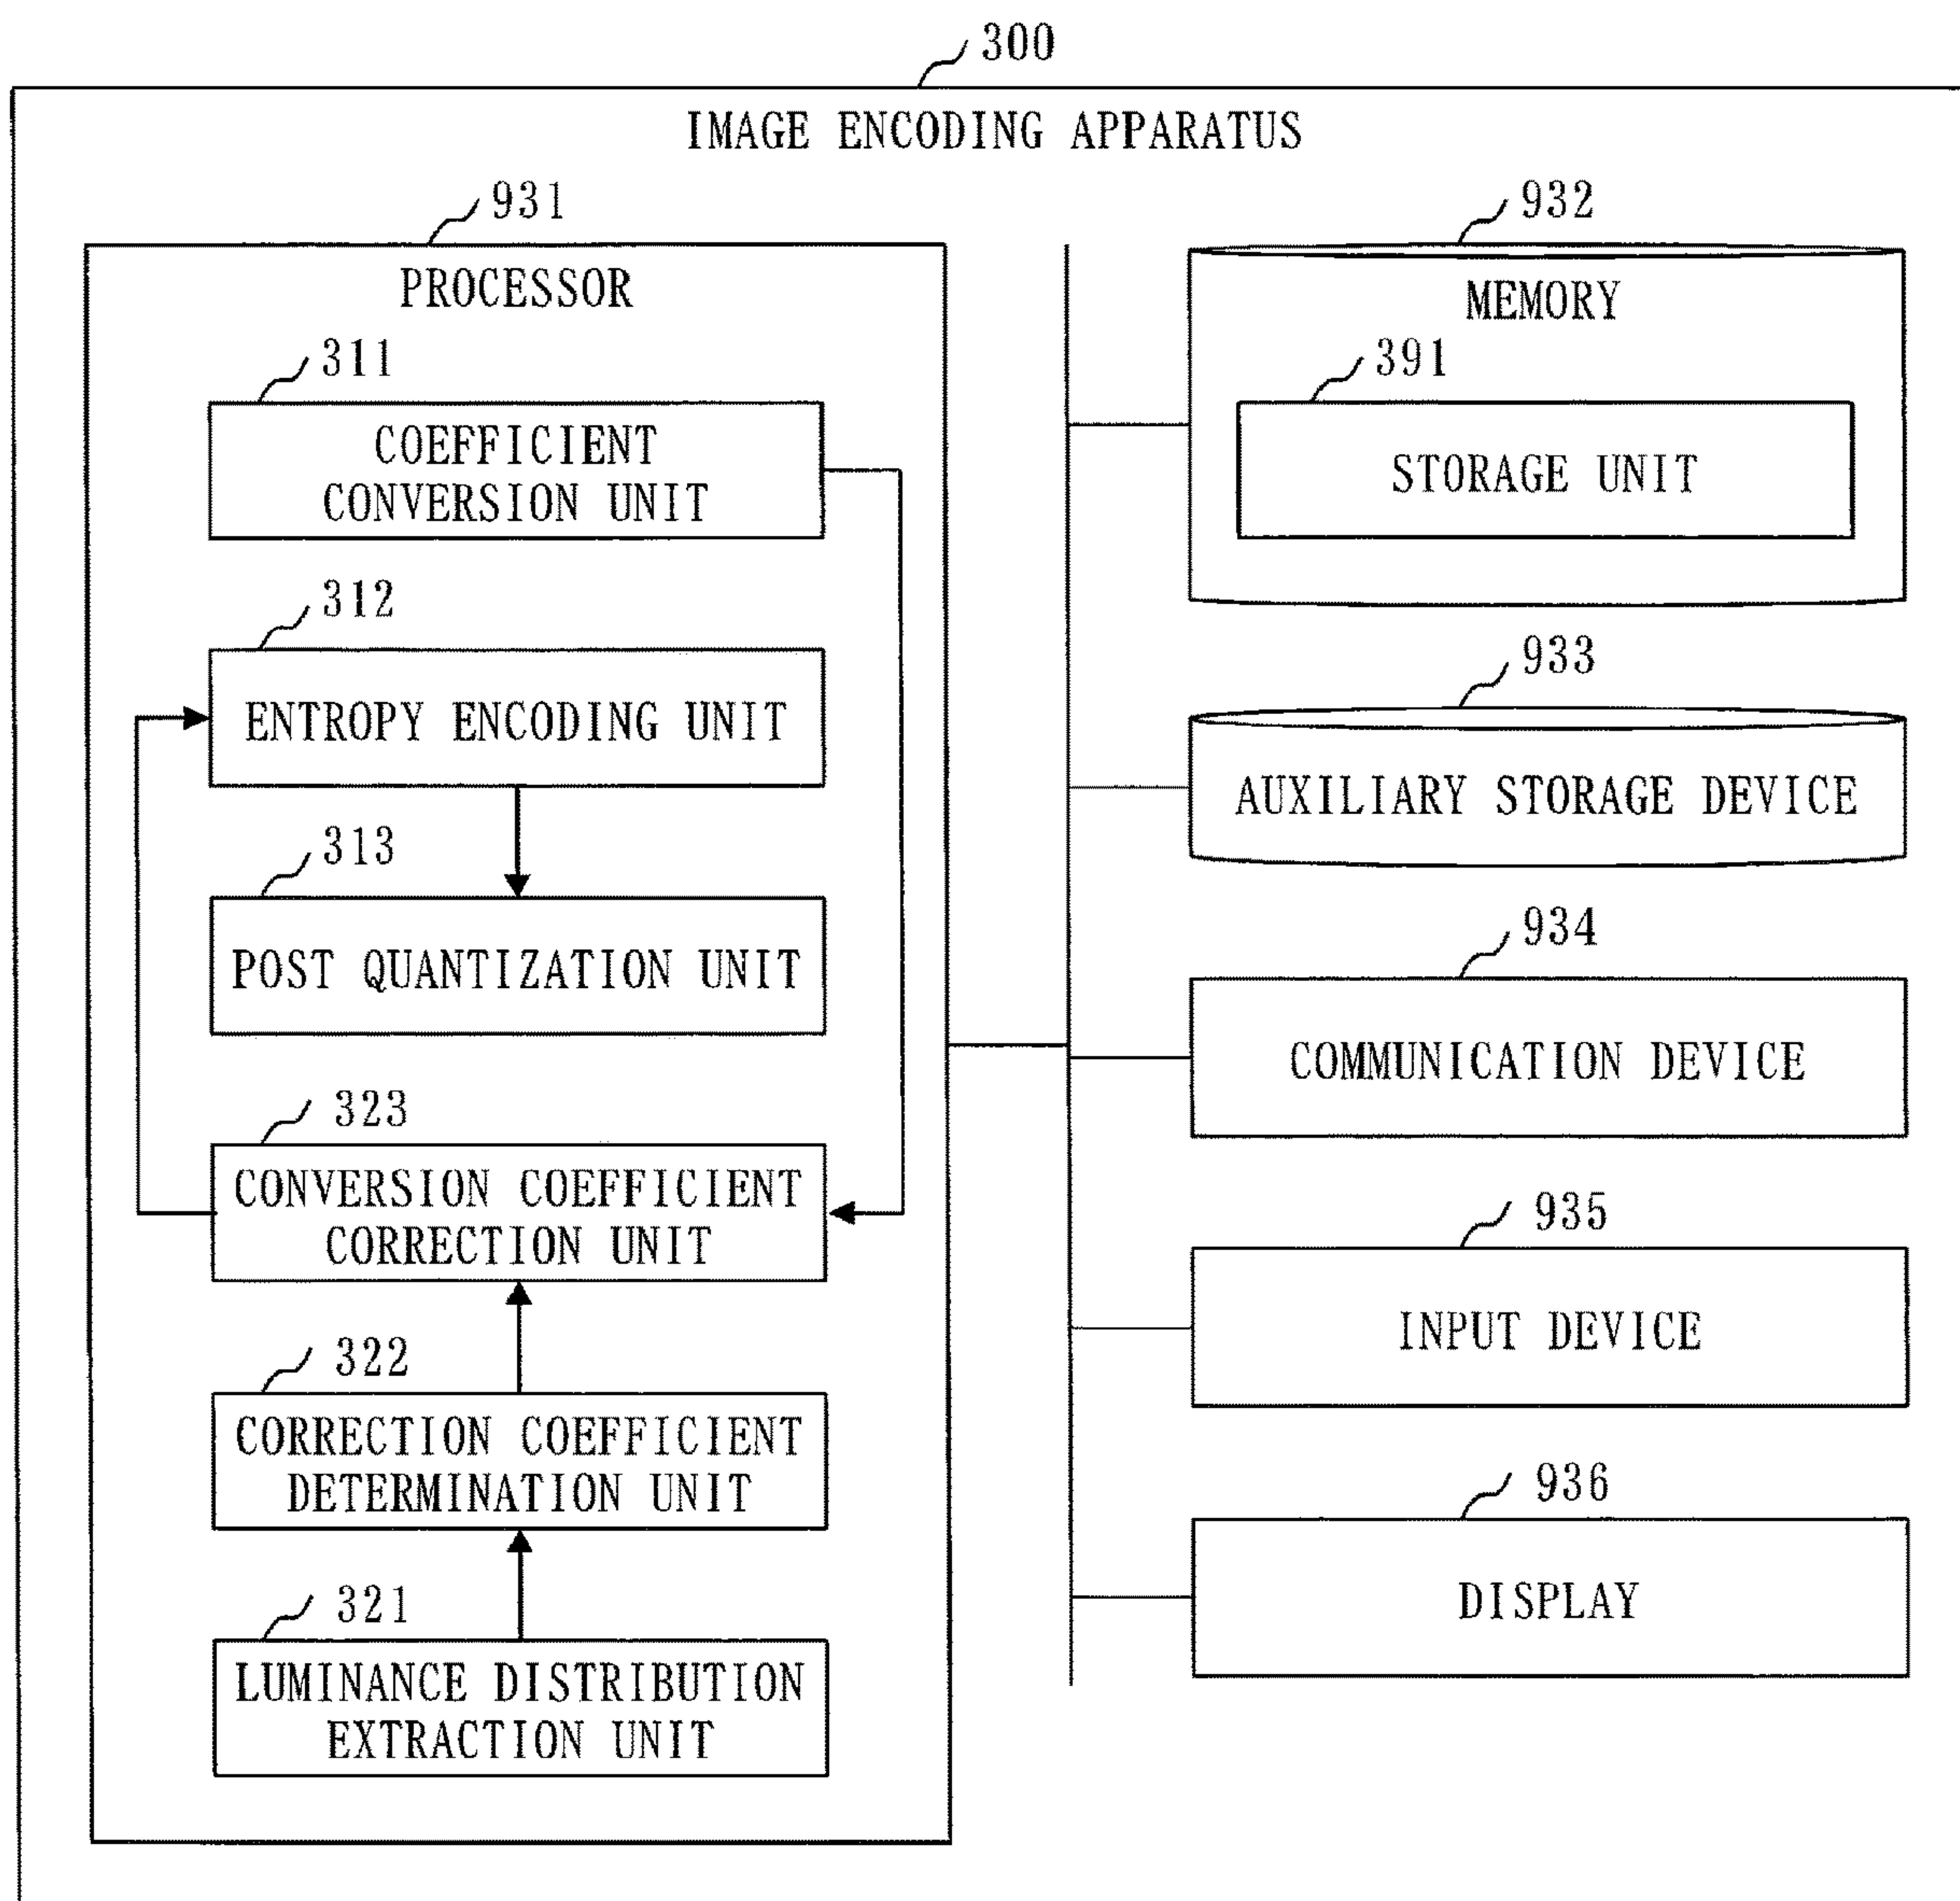 300
IMAGE ENCODING APPARATUS
931
PROCESSOR
311
COEFFICIENT
CONVERSION UNIT
312
ENTROPY ENCODING UNIT
313
POST QUANTIZATION UNIT
323
CONVERSION COEFFICIENT
CORRECTION UNIT
322
CORRECTION COEFFICIENT
DETERMINATION UNIT
321
LUMINANCE DISTRIBUTION
EXTRACTION UNIT
932
MEMORY
391
STORAGE UNIT
933
AUXILIARY STORAGE DEVICE
934
COMMUNICATION DEVICE
935
INPUT DEVICE
936
DISPLAY